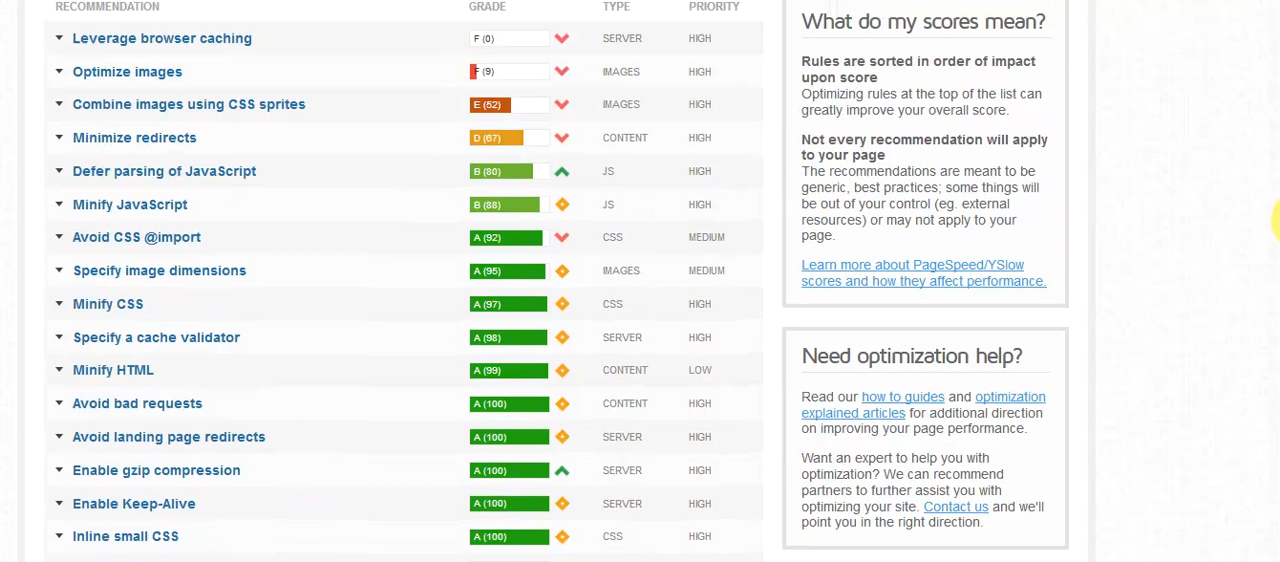 RECOMMENDATION GRADE TYPE PRIORITY
Leverage browser caching F (0) SERVER HIGH
Optimize images F (9) IMAGES HIGH
Combine images using CSS sprites E (52) IMAGES HIGH
Minimize redirects D (67) CONTENT HIGH
Defer parsing of JavaScript B (80) JS HIGH
Minify JavaScript B (88) JS HIGH
Avoid CSS @import A (92) CSS MEDIUM
Specify image dimensions A (95) IMAGES MEDIUM
Minify CSS A (97) CSS HIGH
Specify a cache validator A (98) SERVER HIGH
Minify HTML A (99) CONTENT LOW
Avoid bad requests A (100) CONTENT HIGH
Avoid landing page redirects A (100) SERVER HIGH
Enable gzip compression A (100) SERVER HIGH
Enable Keep-Alive A (100) SERVER HIGH
Inline small CSS A (100) CSS HIGH
What do my scores mean?
Rules are sorted in order of impact
upon score
Optimizing rules at the top of the list can
greatly improve your overall score.
Not every recommendation will apply
to your page
The recommendations are meant to be
generic, best practices; some things will
be out of your control (eg. external
resources) or may not apply to your
page.
Learn more about PageSpeed/YSlow
scores and how they affect performance.
Need optimization help?
Read our how to guides and optimization
explained articles for additional direction
on improving your page performance.
Want an expert to help you with
optimization? We can recommend
partners to further assist you with
optimizing your site. Contact us and we'll
point you in the right direction.